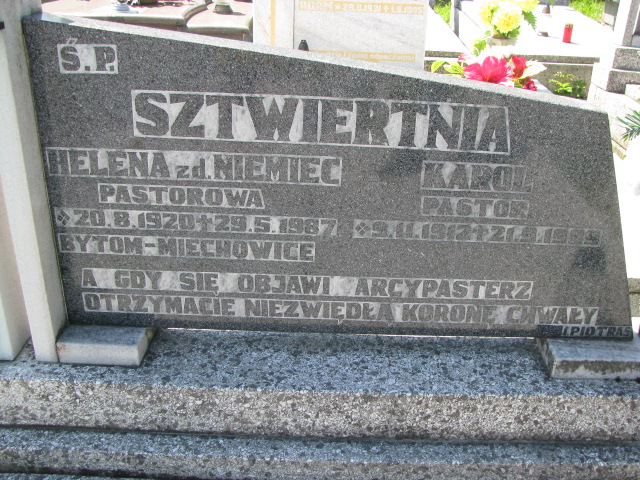 Ś.P.
SZTWIERTNIA
HELENA z d. NIEMIEC
PASTOROWA
*20.8.1920+29.5.1987
BYTOM-MIECHOWICE
KAROL
PASTOR
A GDY SIĘ OBJAWI ARCYPASTERZ
OTRZYMACIE NIEZWIĘDŁĄ KORONĘ CHWAŁY